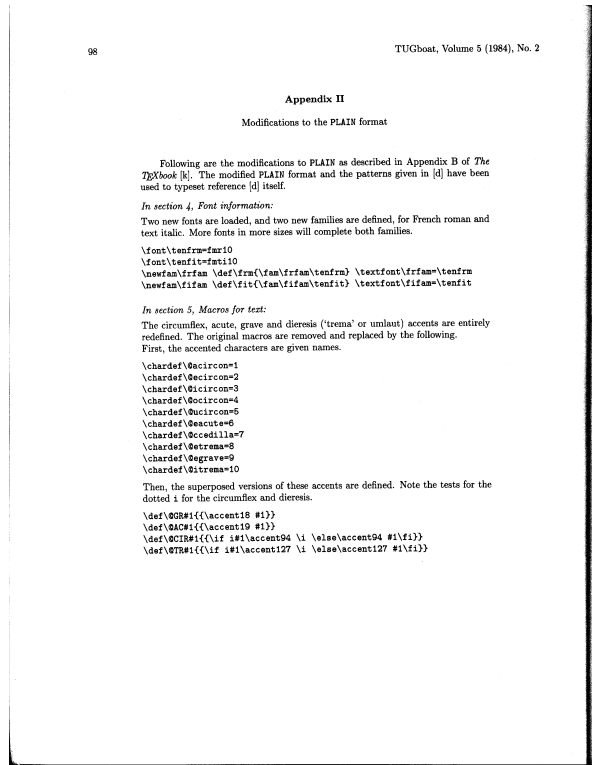 98
TUGboat, Volume 5 (1984), No. 2
Appendix II
Modifications to the PLAIN format
Following are the modifications to PLAIN as described in Appendix B of The
TEXbook [k]. The modified PLAIN format and the patterns given in [d] have been
used to typeset reference [d] itself.
In section 4, Font information:
Two new fonts are loaded, and two new families are defined, for French roman and
text italic. More fonts in more sizes will complete both families.
\font\tenfrm=fmr10
\font\tenfit=fmti10
\newfam\frfam \def\frm{\fam\frfam\tenfrm} \textfont\frfam=\tenfrm
\newfam\fifam \def\fit{\fam\fifam\tenfit} \textfont\fifam=\tenfit
In section 5, Macros for text:
The circumflex, acute, grave and dieresis ('trema' or umlaut) accents are entirely
redefined. The original macros are removed and replaced by the following.
First, the accented characters are given names.
\chardef\@acircon=1
\chardef\@ecircon=2
\chardef\@icircon=3
\chardef\@ocircon=4
\chardef\@ucircon=5
\chardef\@eacute=6
\chardef\@ccedilla=7
\chardef\@etrema=8
\chardef\@egrave=9
\chardef\@itrema=10
Then, the superposed versions of these accents are defined. Note the tests for the
dotted i for the circumflex and dieresis.
\def\@GR#1{{\accent18 #1}}
\def\@AC#1{{\accent19 #1}}
\def\@CIR#1{{\if i#1\accent94 \i \else\accent94 #1\fi}}
\def\@TR#1{{\if i#1\accent127 \i \else\accent127 #1\fi}}